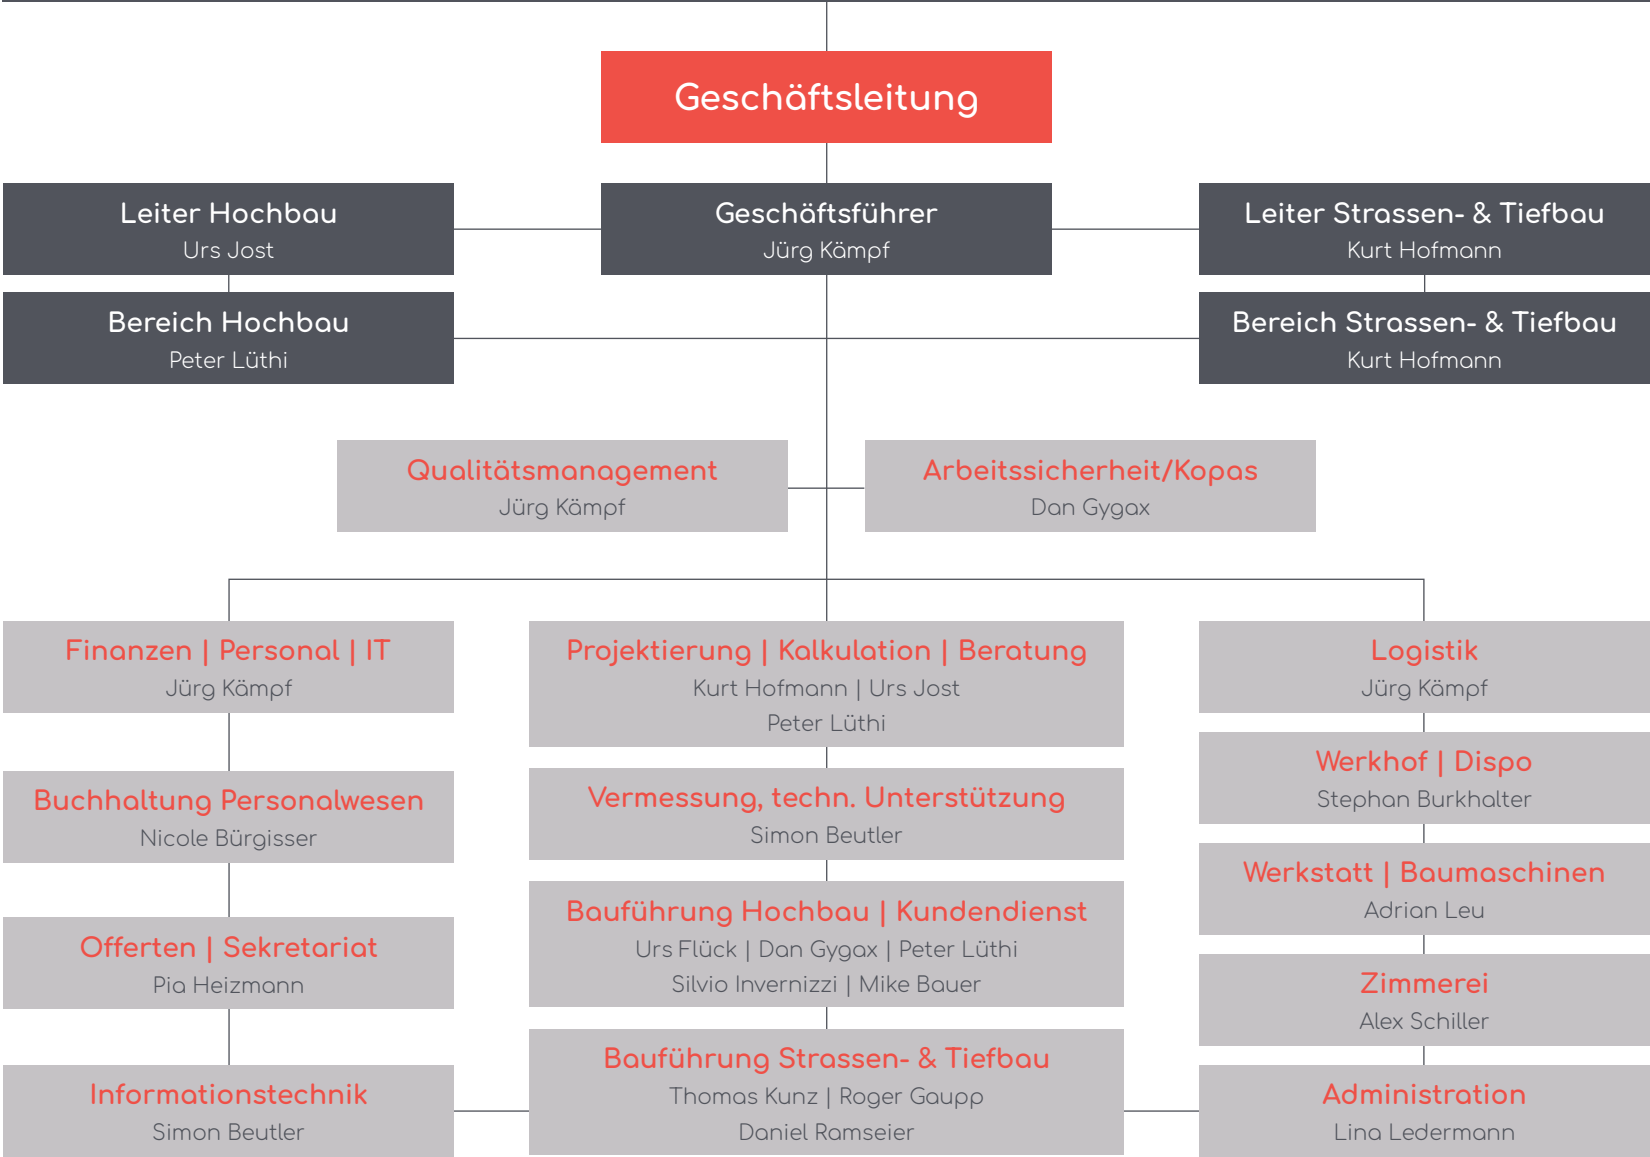 Geschäftsleitung
Leiter Hochbau
Urs Jost
Geschäftsführer
Jürg Kämpf
Leiter Strassen- & Tiefbau
Kurt Hofmann
Bereich Hochbau
Peter Lüthi
Bereich Strassen- & Tiefbau
Kurt Hofmann
Qualitätsmanagement
Jürg Kämpf
Arbeitssicherheit/Kopas
Dan Gygax
Finanzen | Personal | IT
Jürg Kämpf
Buchhaltung Personalwesen
Nicole Bürgisser
Offerten | Sekretariat
Pia Heizmann
Informationstechnik
Simon Beutler
Projektierung | Kalkulation | Beratung
Kurt Hofmann | Urs Jost
Peter Lüthi
Vermessung, techn. Unterstützung
Simon Beutler
Bauführung Hochbau | Kundendienst
Urs Flück | Dan Gygax | Peter Lüthi
Silvio Invernizzi | Mike Bauer
Bauführung Strassen- & Tiefbau
Thomas Kunz | Roger Gaupp
Daniel Ramseier
Logistik
Jürg Kämpf
Werkhof | Dispo
Stephan Burkhalter
Werkstatt | Baumaschinen
Adrian Leu
Zimmerei
Alex Schiller
Administration
Lina Ledermann